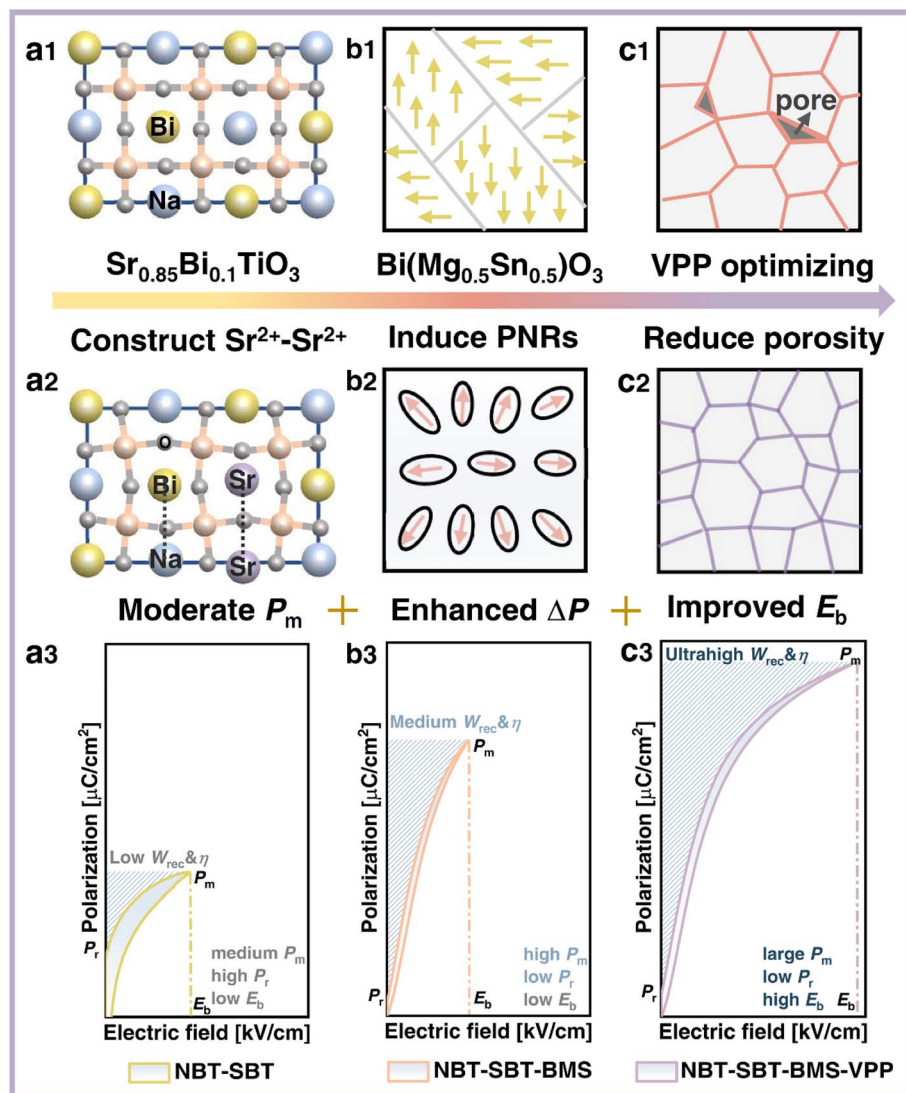 a1
Bi
Na
b1
c1
pore
Sr0.85Bi0.1TiO3
Bi(Mg0.5Sn0.5)O3
VPP optimizing
Construct Sr2+-Sr2+
Induce PNRs
Reduce porosity
a2
O
Bi
Sr
Na
Sr
b2
c2
Moderate Pm + Enhanced ΔP + Improved Eb
a3
Polarization [μC/cm2]
Low Wrec&η
Pm
Pr
medium Pm
high Pr
low Eb
Eb
Electric field [kV/cm]
NBT-SBT
b3
Polarization [μC/cm2]
Medium Wrec&η
Pm
Pr
high Pm
low Pr
low Eb
Eb
Electric field [kV/cm]
NBT-SBT-BMS
c3
Polarization [μC/cm2]
Ultrahigh Wrec&η
Pm
Pr
large Pm
low Pr
high Eb
Eb
Electric field [kV/cm]
NBT-SBT-BMS-VPP